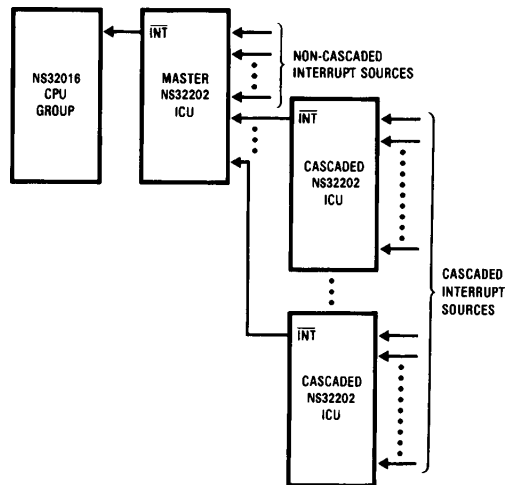 INT
NS32016
CPU
GROUP
MASTER
NS32202
ICU
NON-CASCADED
INTERRUPT SOURCES
INT
CASCADED
NS32202
ICU
CASCADED
INTERRUPT
SOURCES
INT
CASCADED
NS32202
ICU